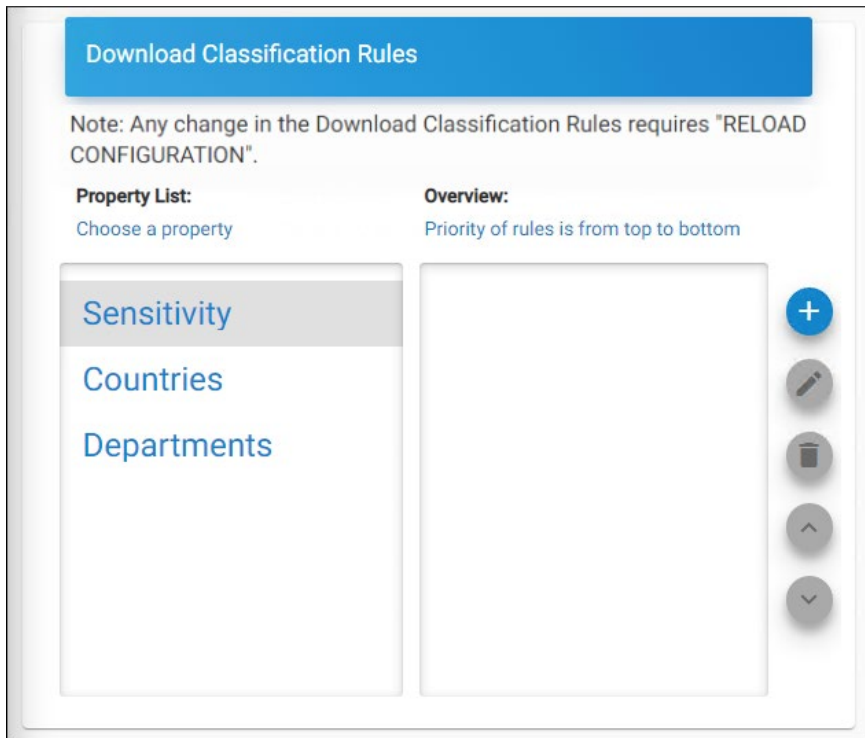 Download Classification Rules
Note: Any change in the Download Classification Rules requires "RELOAD
CONFIGURATION".
Property List:
Choose a property
Overview:
Priority of rules is from top to bottom
Sensitivity
Countries
Departments